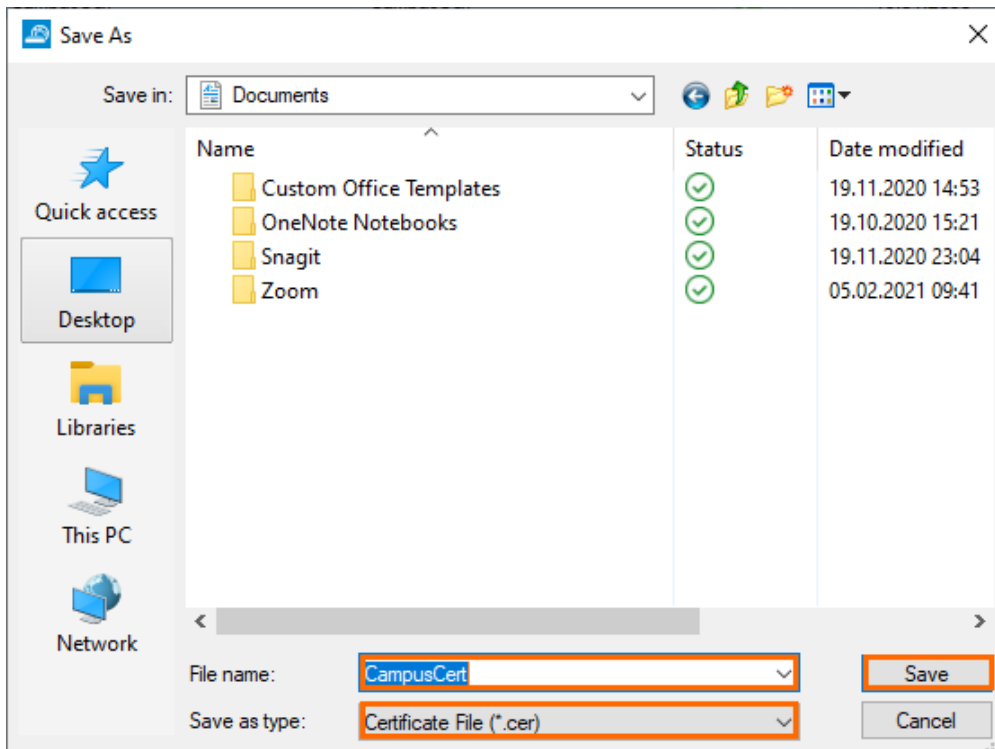 Save As
Save in: Documents
Name Status Date modified
Custom Office Templates 19.11.2020 14:53
OneNote Notebooks 19.10.2020 15:21
Snagit 19.11.2020 23:04
Zoom 05.02.2021 09:41
Quick access
Desktop
Libraries
This PC
Network
File name: CampusCert Save
Save as type: Certificate File (*.cer) Cancel